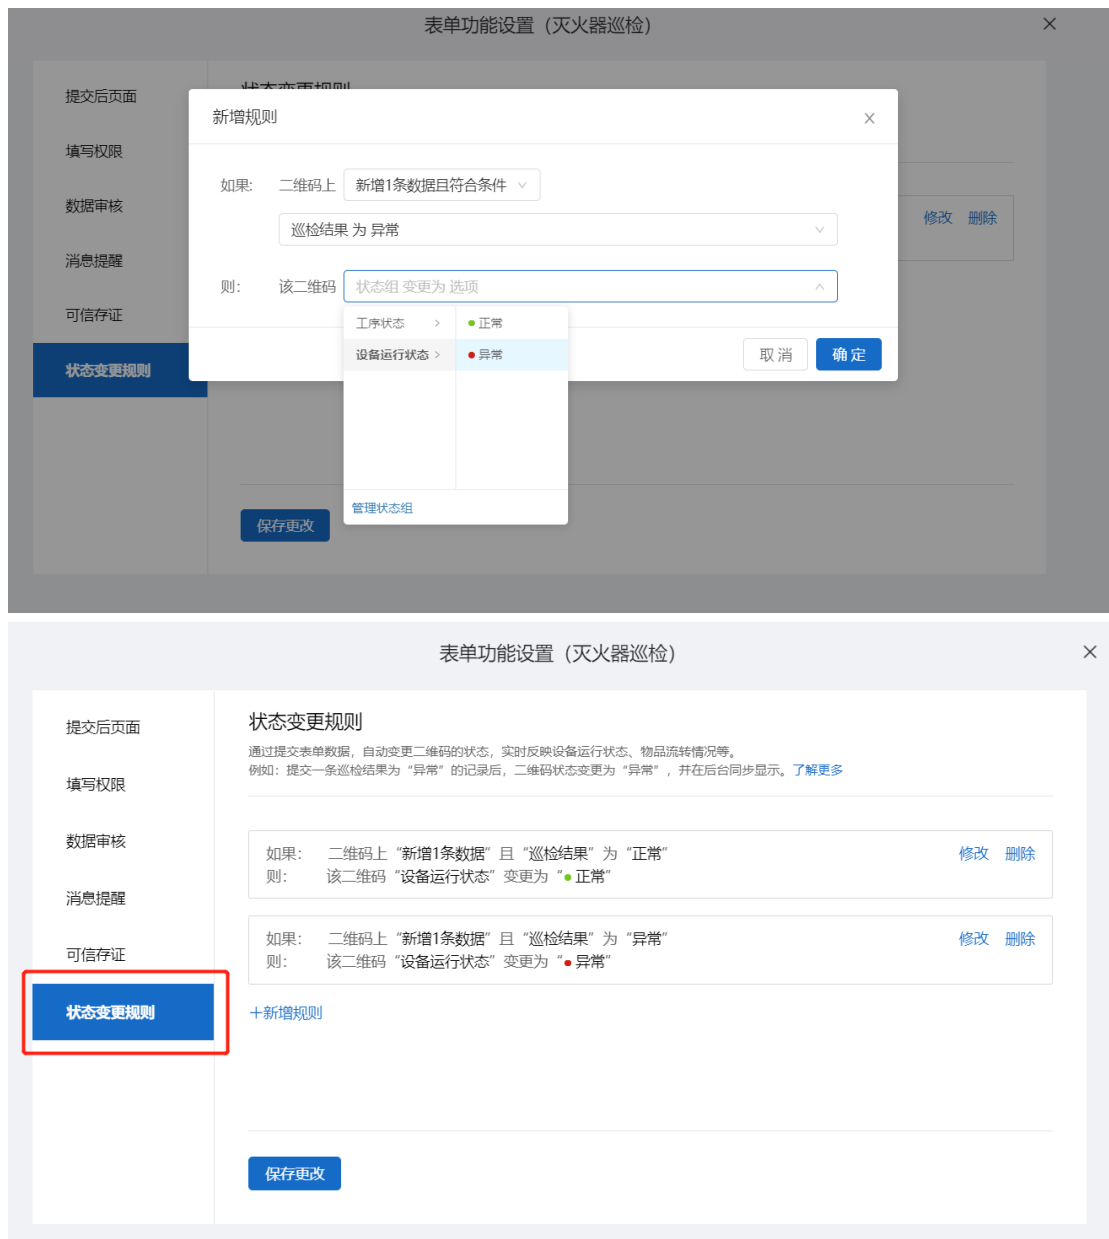 表单功能设置（灭火器巡检）
提交后页面
填写权限
数据审核
消息提醒
可信存证
状态变更规则
状态变更规则
新增规则
如果: 二维码上 新增1条数据且符合条件
巡检结果 为 异常
修改 删除
则： 该二维码 状态组 变更为 选项
工序状态 >
正常
设备运行状态 >
异常
取 消 确 定
管理状态组
保存更改
表单功能设置（灭火器巡检）
提交后页面
填写权限
数据审核
消息提醒
可信存证
状态变更规则
状态变更规则
通过提交表单数据，自动变更二维码的状态，实时反映设备运行状态、物品流转情况等。
例如：提交一条巡检结果为“异常”的记录后，二维码状态变更为“异常”，并在后台同步显示。了解更多
如果： 二维码上“新增1条数据”且“巡检结果”为“正常” 修改 删除
则： 该二维码“设备运行状态”变更为“●正常”
如果： 二维码上“新增1条数据”且“巡检结果”为“异常” 修改 删除
则： 该二维码“设备运行状态”变更为“●异常”
+新增规则
保存更改